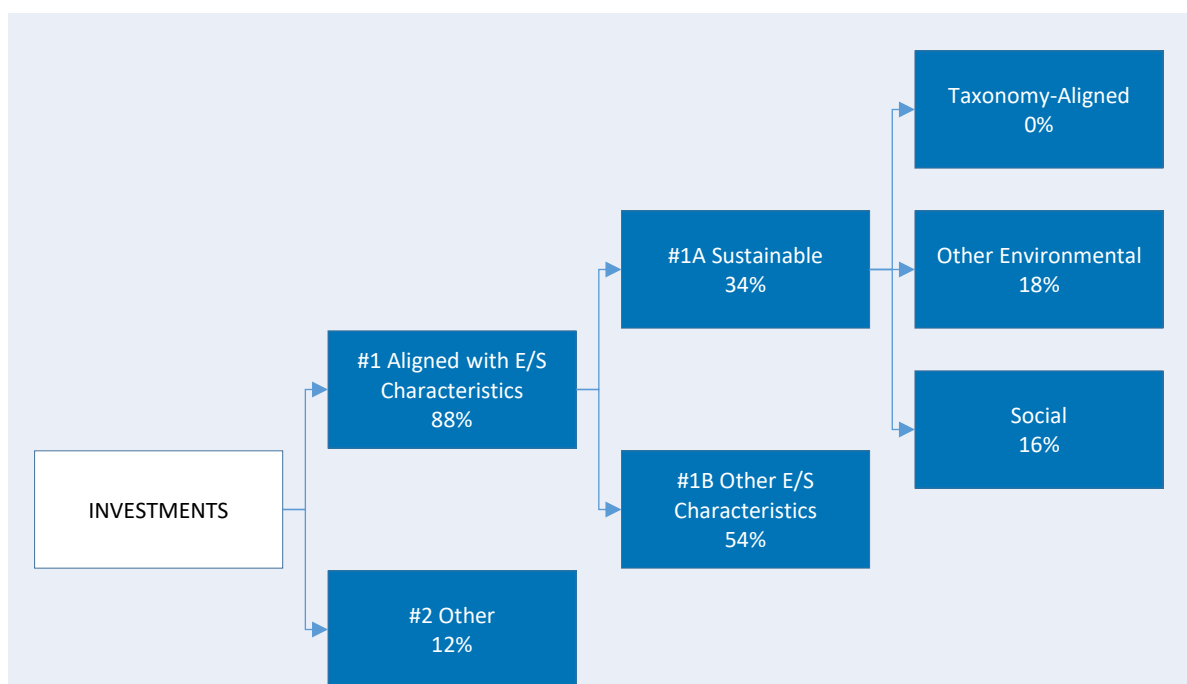 INVESTMENTS
#1 Aligned with E/S
Characteristics
88%
#2 Other
12%
#1A Sustainable
34%
#1B Other E/S
Characteristics
54%
Taxonomy-Aligned
0%
Other Environmental
18%
Social
16%